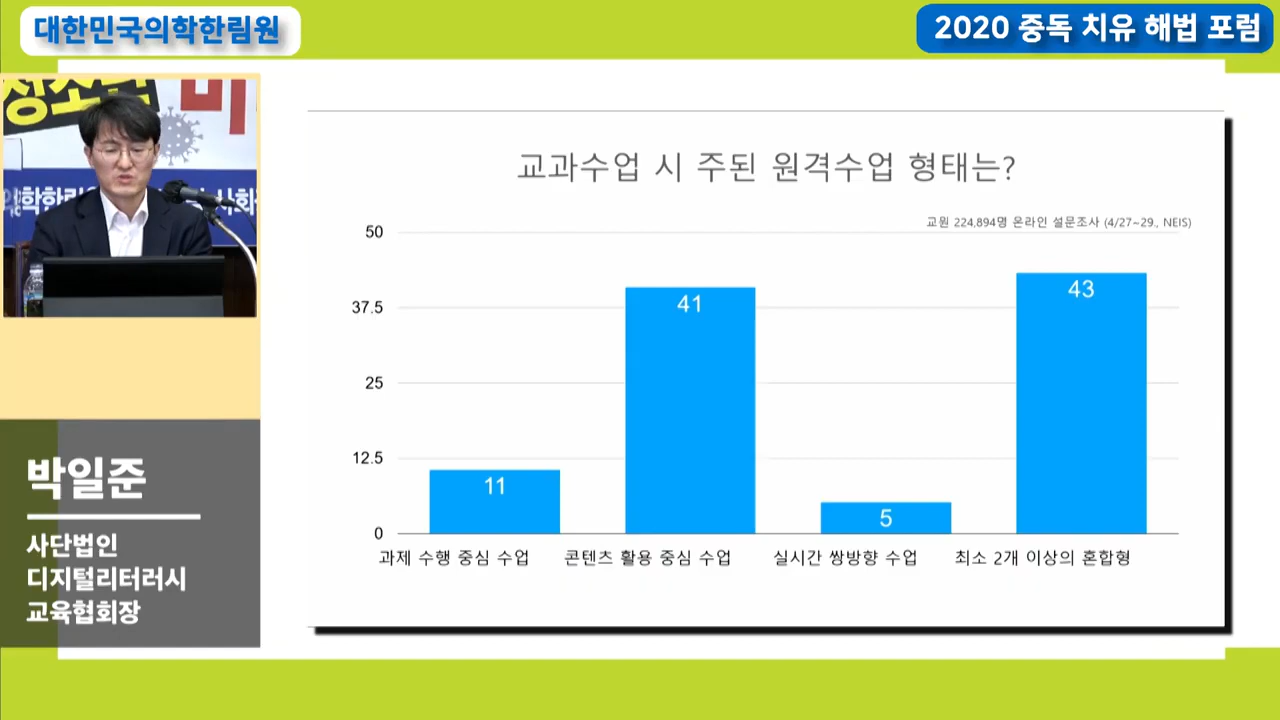 대한민국의학한림원
2020 중독 치유 해법 포럼
교과수업 시 주된 원격수업 형태는?
교원 224,894명 온라인 설문조사 (4/27~29., NEIS)
50
37.5
25
12.5
0
11
41
5
43
과제 수행 중심 수업
콘텐츠 활용 중심 수업
실시간 쌍방향 수업
최소 2개 이상의 혼합형
박일준
사단법인
디지털리터러시
교육협회장